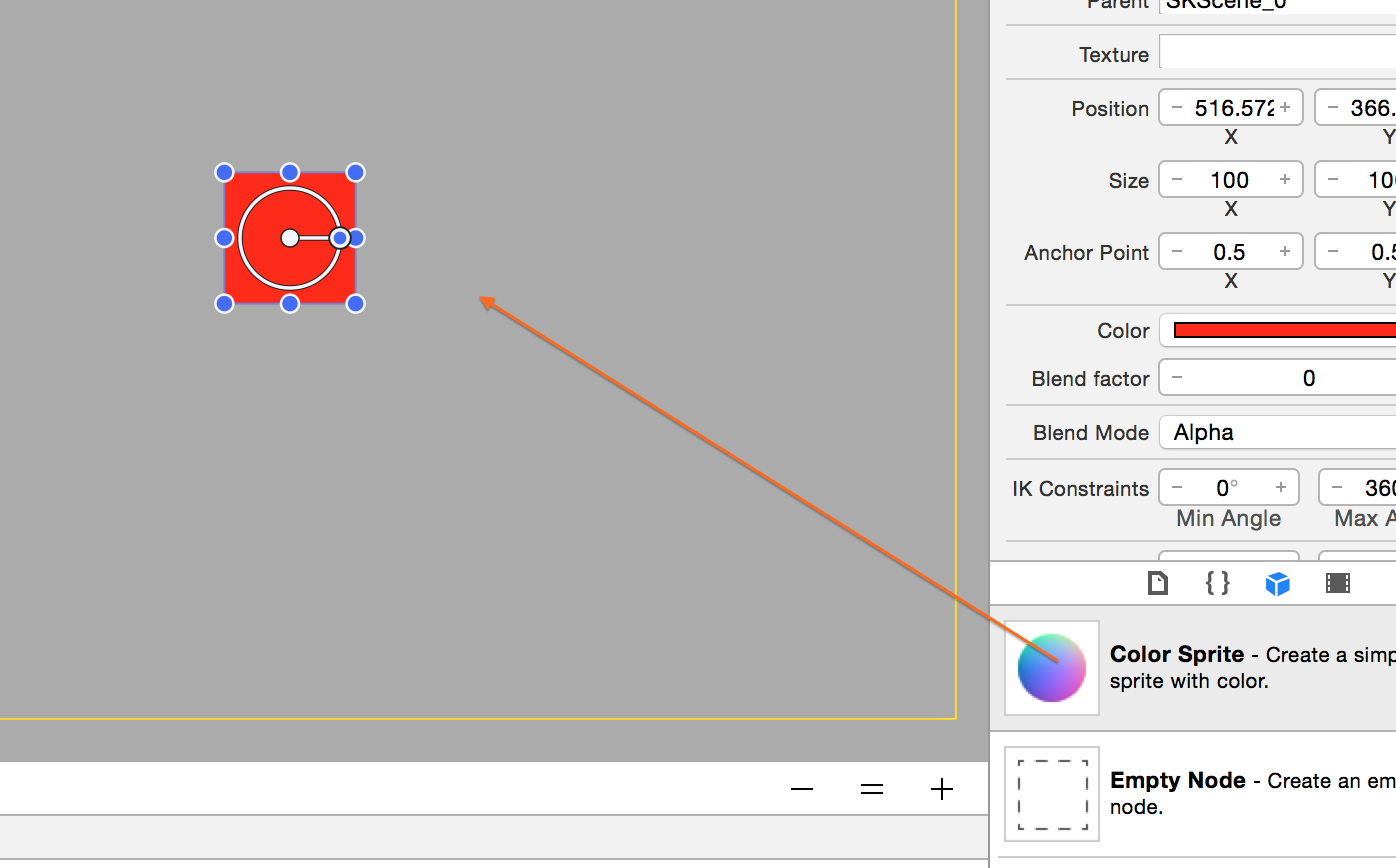 Parent SKScene_0
Texture
Position − 516.572 + − 366.
X Y
Size − 100 + − 10
X Y
Anchor Point − 0.5 + − 0.5
X Y
Color
Blend factor − 0
Blend Mode Alpha
IK Constraints − 0° + − 360
Min Angle Max A
{ }
Color Sprite - Create a simp
sprite with color.
− = +
Empty Node - Create an em
node.